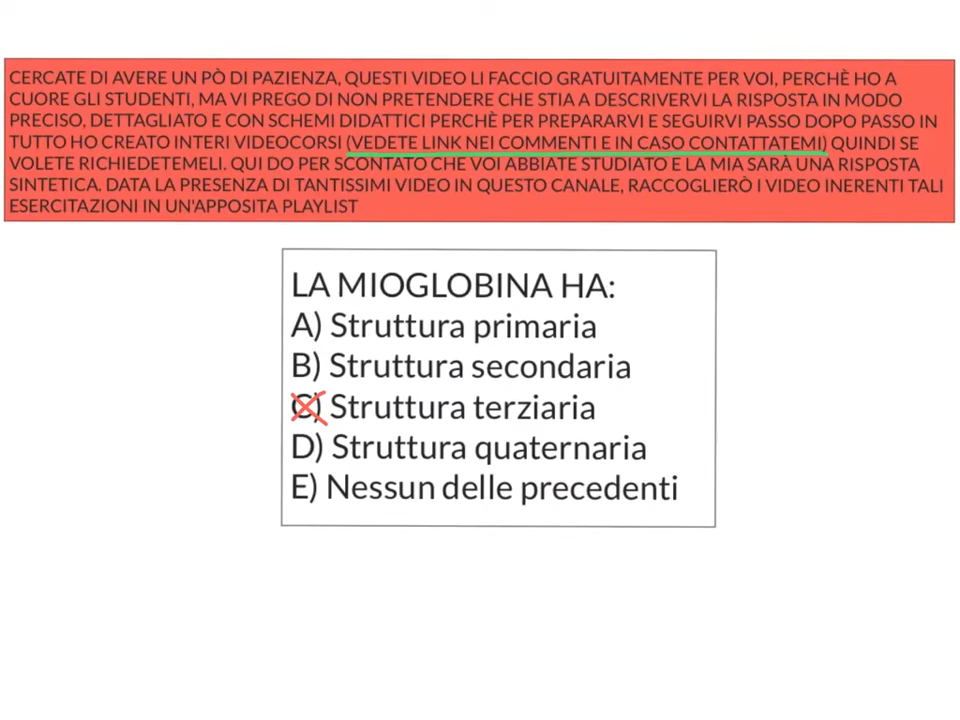 CERCATE DI AVERE UN PÒ DI PAZIENZA, QUESTI VIDEO LI FACCIO GRATUITAMENTE PER VOI, PERCHÈ HO A
CUORE GLI STUDENTI, MA VI PREGO DI NON PRETENDERE CHE STIA A DESCRIVERVI LA RISPOSTA IN MODO
PRECISO, DETTAGLIATO E CON SCHEMI DIDATTICI PERCHÈ PER PREPARARVI E SEGUIRVI PASSO DOPO PASSO IN
TUTTO HO CREATO INTERI VIDEOCORSI (VEDETE LINK NEI COMMENTI E IN CASO CONTATTATEMI) QUINDI SE
VOLETE RICHIEDETEMELI. QUI DO PER SCONTATO CHE VOI ABBIATE STUDIATO E LA MIA SARÀ UNA RISPOSTA
SINTETICA. DATA LA PRESENZA DI TANTISSIMI VIDEO IN QUESTO CANALE, RACCOGLIERÒ I VIDEO INERENTI TALI
ESERCITAZIONI IN UN'APPOSITA PLAYLIST
LA MIOGLOBINA HA:
A) Struttura primaria
B) Struttura secondaria
C) Struttura terziaria
D) Struttura quaternaria
E) Nessun delle precedenti